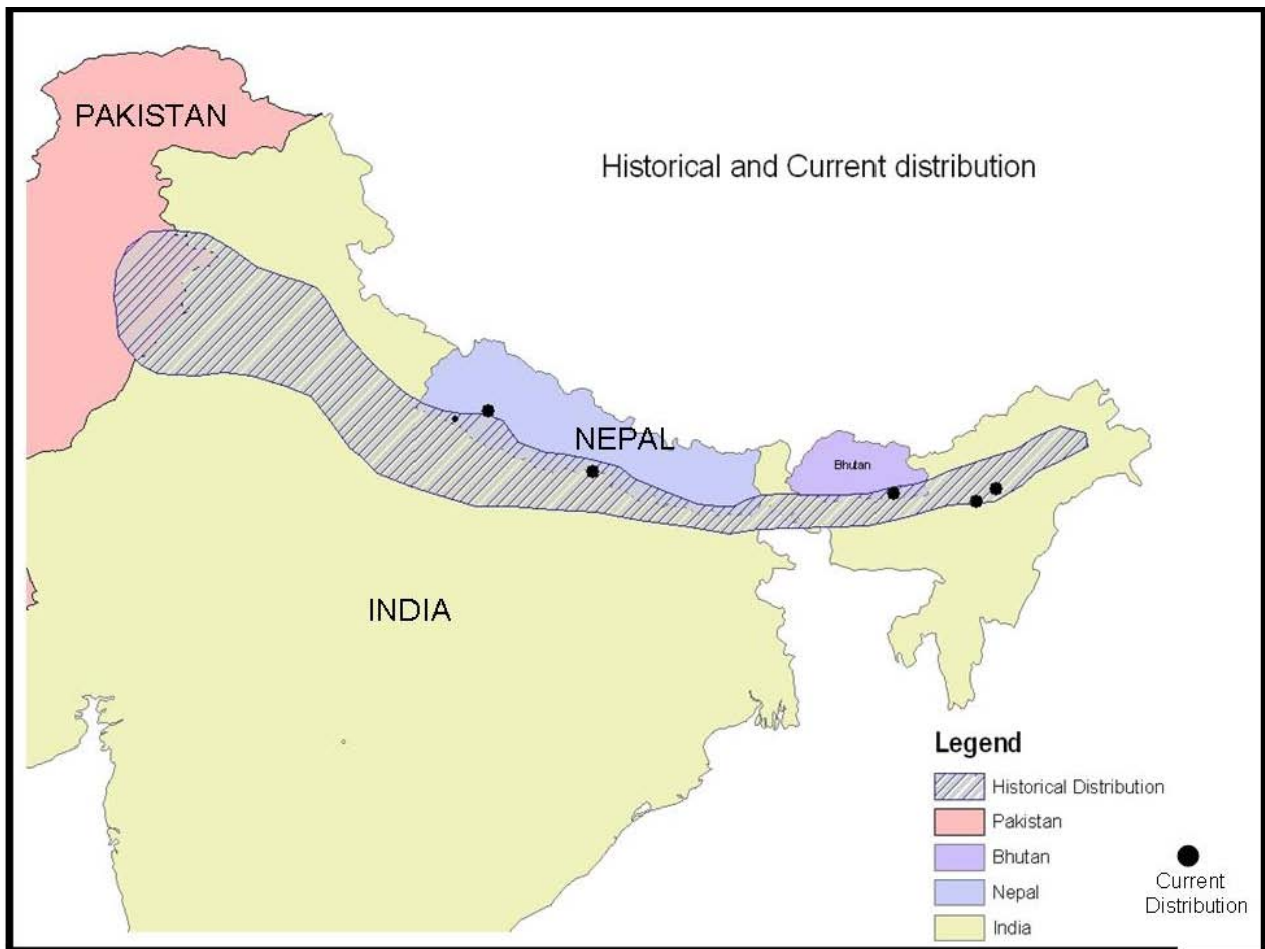 PAKISTAN
Historical and Current distribution
NEPAL
Bhutan
INDIA
Legend
Historical Distribution
Pakistan
Bhutan
Nepal
India
Current
Distribution